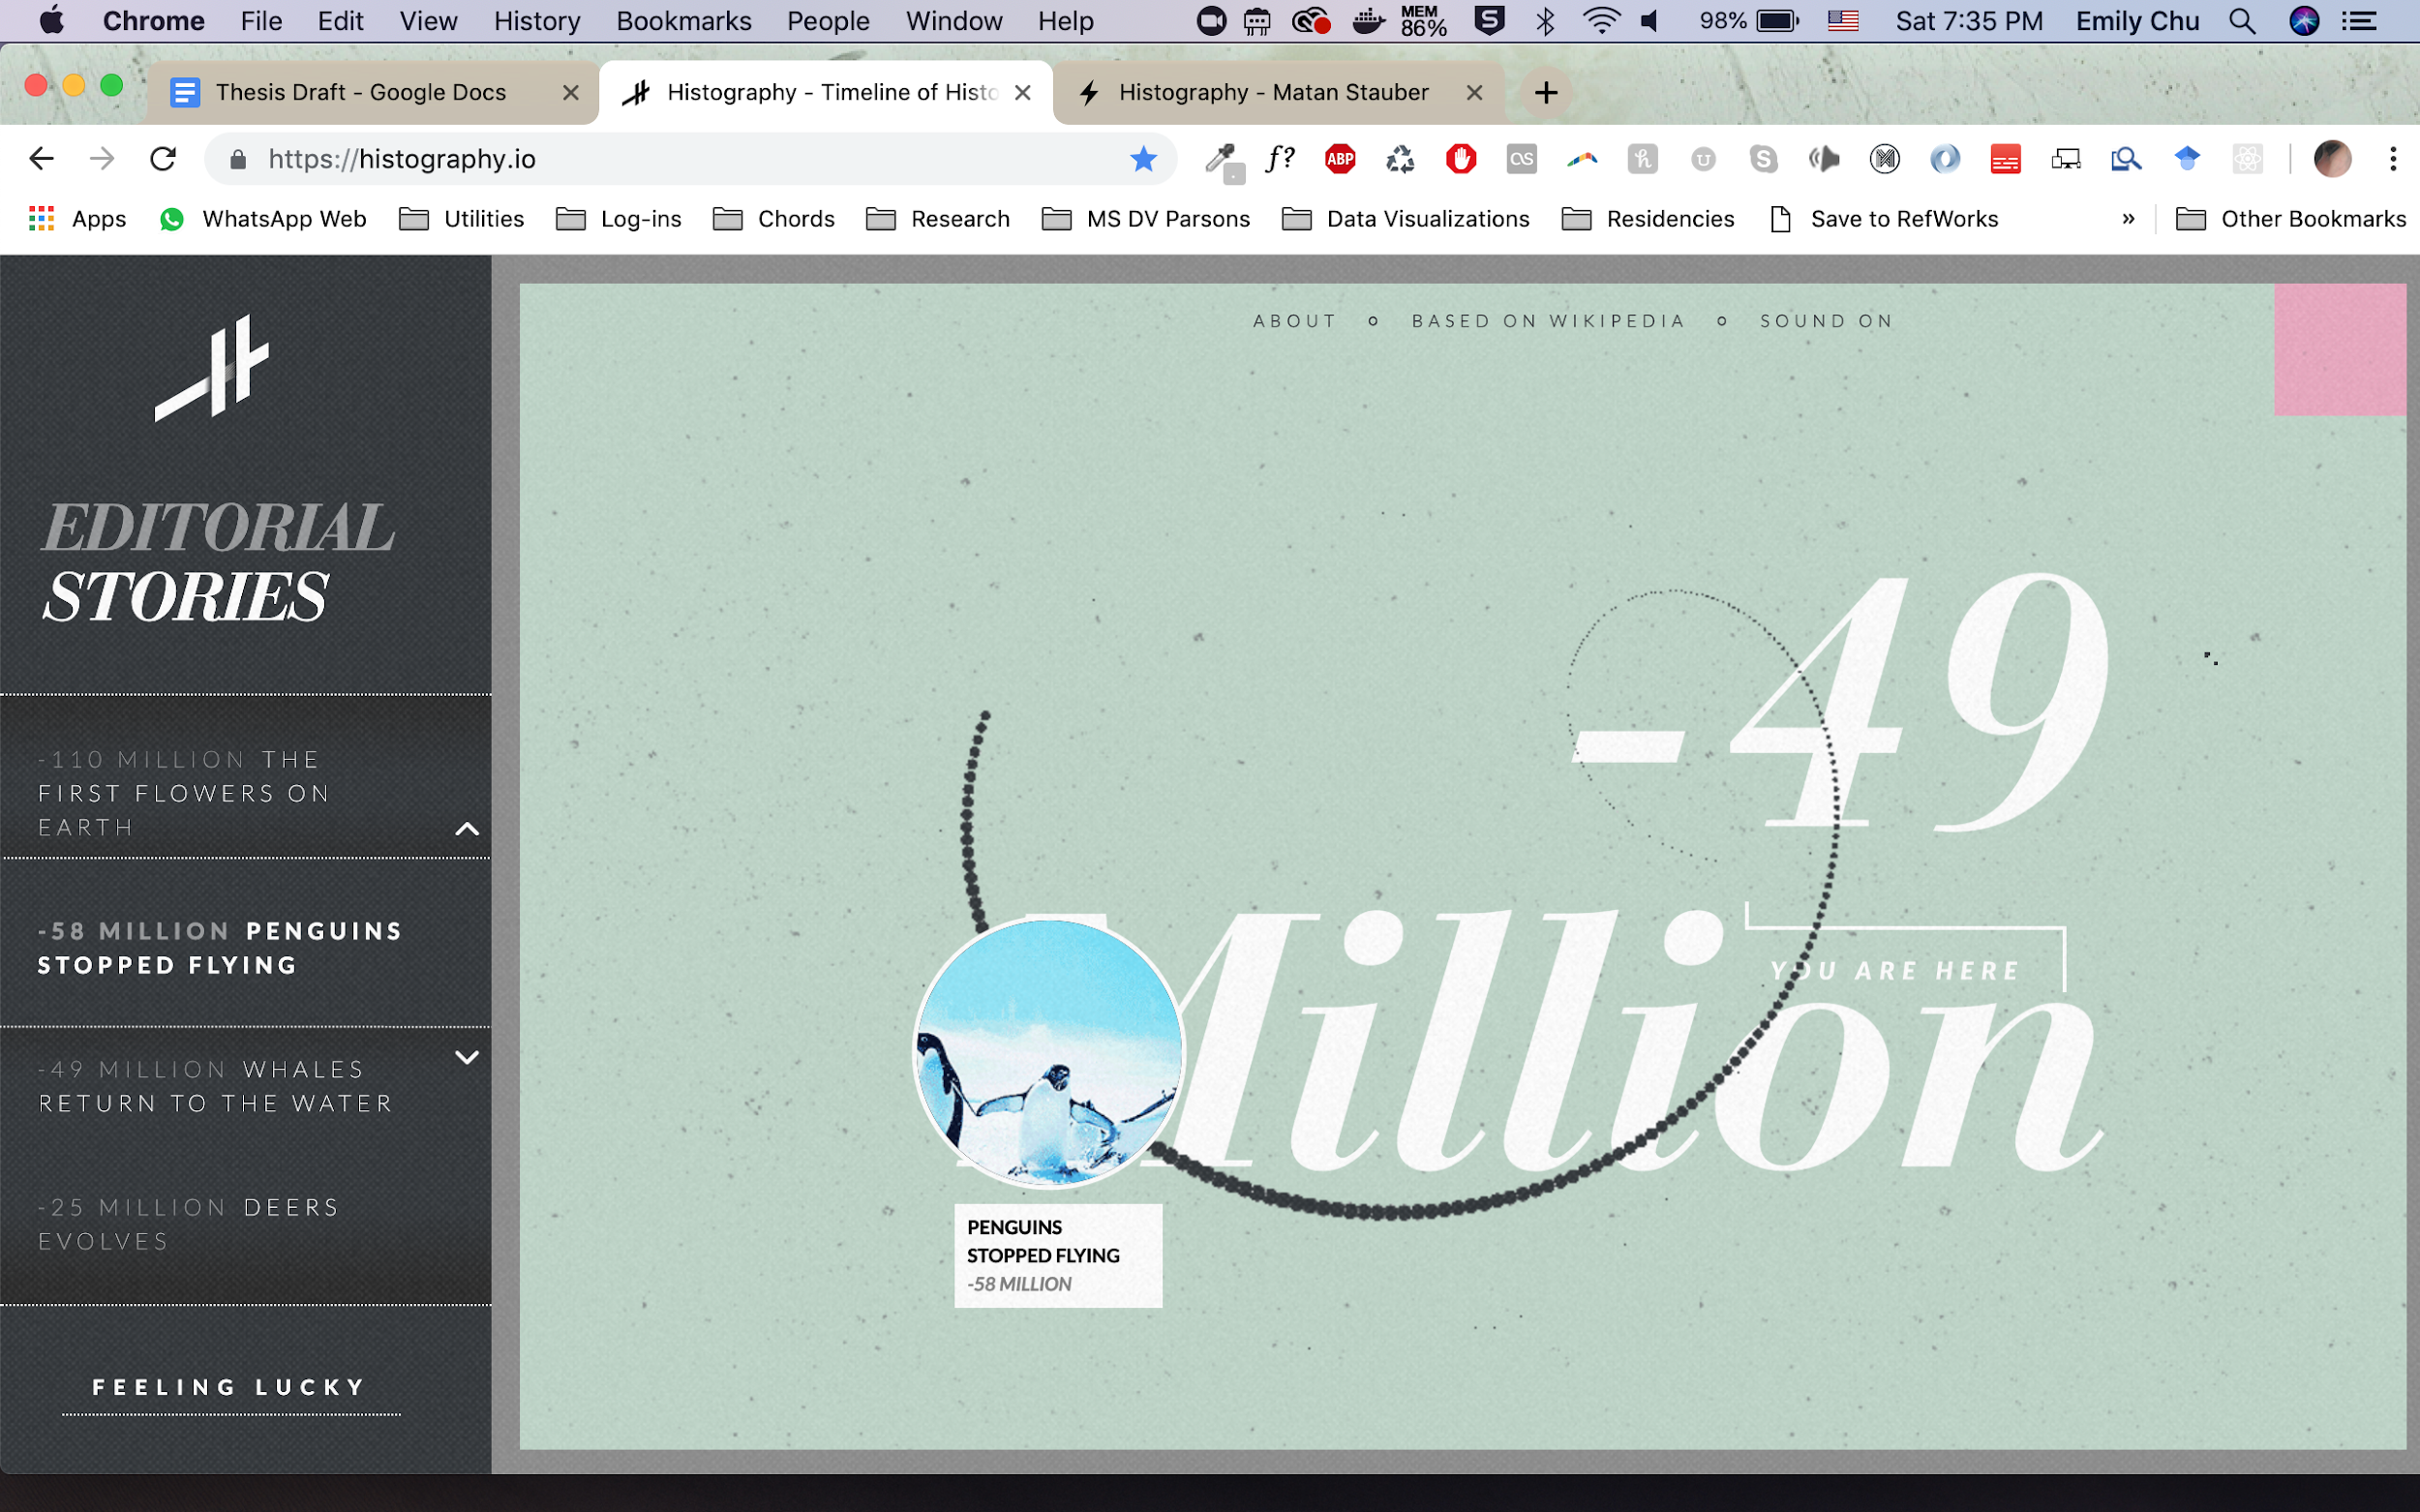 Chrome File Edit View History Bookmarks People Window Help MEM 86% 98% Sat 7:35 PM Emily Chu
Thesis Draft - Google Docs Histography - Timeline of Histo Histography - Matan Stauber
https://histography.io f? ABP
Apps WhatsApp Web Utilities Log-ins Chords Research MS DV Parsons Data Visualizations Residencies Save to RefWorks » Other Bookmarks
EDITORIAL
STORIES
-110 MILLION THE
FIRST FLOWERS ON
EARTH
-58 MILLION PENGUINS
STOPPED FLYING
-49 MILLION WHALES
RETURN TO THE WATER
-25 MILLION DEERS
EVOLVES
FEELING LUCKY
ABOUT o BASED ON WIKIPEDIA o SOUND ON
-49
Million
YOU ARE HERE
PENGUINS
STOPPED FLYING
-58 MILLION